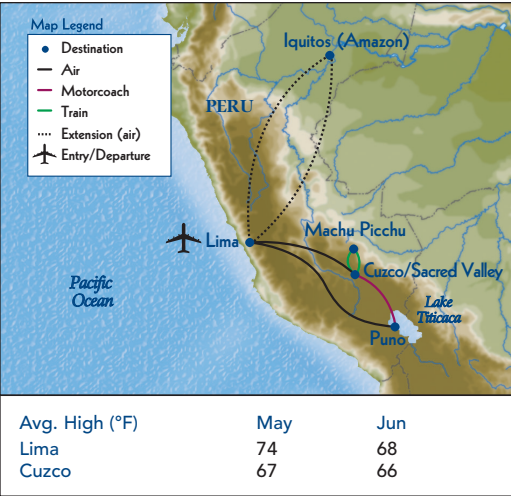 Map Legend
Destination
Air
Motorcoach
Train
Extension (air)
Entry/Departure
Iquitos (Amazon)
PERU
Lima
Machu Picchu
Cuzco/Sacred Valley
Pacific
Ocean
Lake
Titicaca
Puno
Avg. High (°F) May Jun
Lima 74 68
Cuzco 67 66